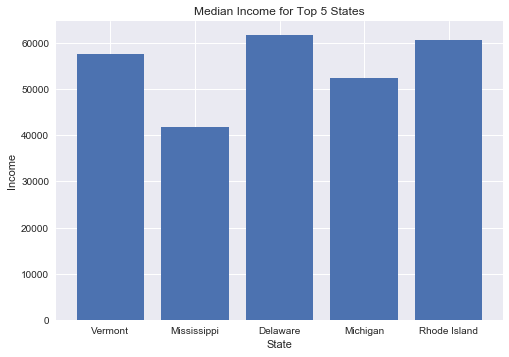 Median Income for Top 5 States
60000
50000
40000
30000
20000
10000
0
Income
Vermont Mississippi Delaware Michigan Rhode Island
State